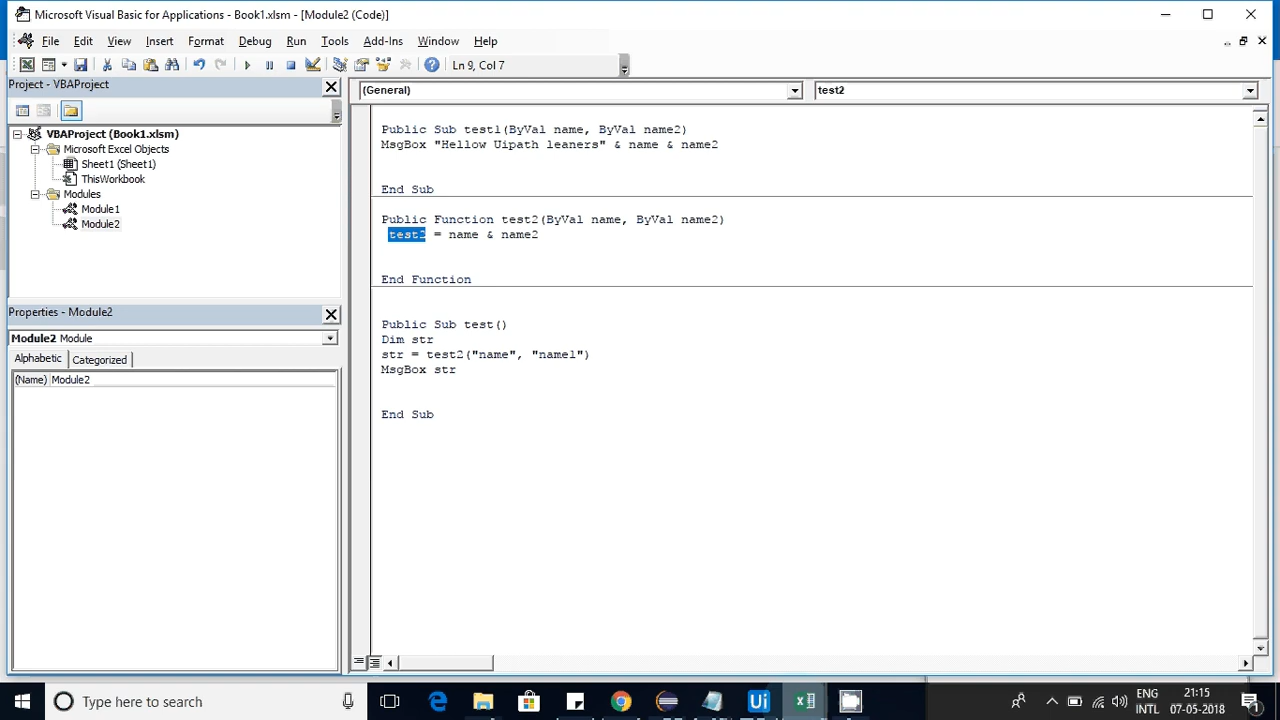 Microsoft Visual Basic for Applications - Book1.xlsm - [Module2 (Code)]
File Edit View Insert Format Debug Run Tools Add-Ins Window Help
Ln 9, Col 7
Project - VBAProject
(General) test2
VBAProject (Book1.xlsm)
Microsoft Excel Objects
Sheet1 (Sheet1)
ThisWorkbook
Modules
Module1
Module2
Properties - Module2
Module2 Module
Alphabetic Categorized
(Name) Module2
Public Sub test1(ByVal name, ByVal name2)
MsgBox "Hellow Uipath leaners" & name & name2
End Sub
Public Function test2(ByVal name, ByVal name2)
test2 = name & name2
End Function
Public Sub test()
Dim str
str = test2("name", "name1")
MsgBox str
End Sub
Type here to search
Ui
ENG
INTL
21:15
07-05-2018
1